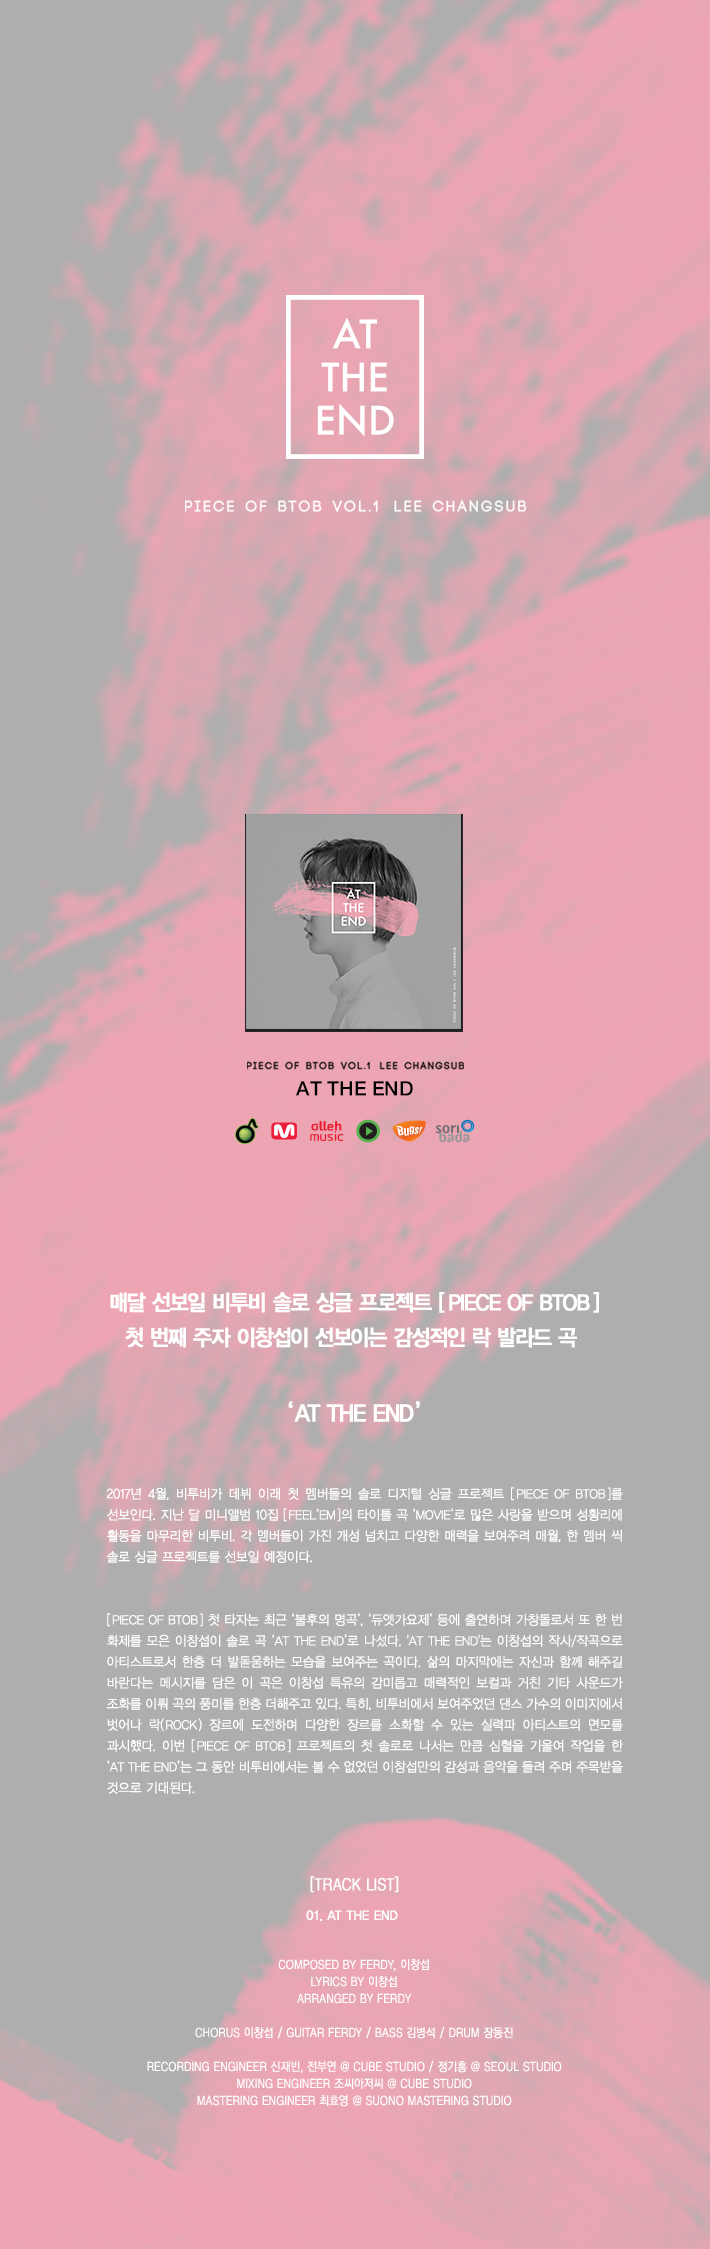 AT
THE
END
PIECE OF BTOB VOL.1 LEE CHANGSUB
AT
THE
END
PIECE OF BTOB VOL.1 LEE CHANGSUB
PIECE OF BTOB VOL.1 LEE CHANGSUB
AT THE END
M
olleh
music
Bugs!
sori
bada
매달 선보일 비투비 솔로 싱글 프로젝트 [PIECE OF BTOB]
첫 번째 주자 이창섭이 선보이는 감성적인 락 발라드 곡
‘AT THE END’
2017년 4월, 비투비가 데뷔 이래 첫 멤버들의 솔로 디지털 싱글 프로젝트 [PIECE OF BTOB]를
선보인다. 지난 달 미니앨범 10집 [FEEL’EM]의 타이틀 곡 ‘MOVIE’로 많은 사랑을 받으며 성황리에
활동을 마무리한 비투비. 각 멤버들이 가진 개성 넘치고 다양한 매력을 보여주려 매월, 한 멤버 씩
솔로 싱글 프로젝트를 선보일 예정이다.
[PIECE OF BTOB] 첫 타자는 최근 ‘불후의 명곡’, ‘듀엣가요제’ 등에 출연하며 가창돌로서 또 한 번
화제를 모은 이창섭이 솔로 곡 ‘AT THE END’로 나섰다. ‘AT THE END’는 이창섭의 작사/작곡으로
아티스트로서 한층 더 발돋움하는 모습을 보여주는 곡이다. 삶의 마지막에는 자신과 함께 해주길
바란다는 메시지를 담은 이 곡은 이창섭 특유의 감미롭고 매력적인 보컬과 거친 기타 사운드가
조화를 이뤄 곡의 풍미를 한층 더해주고 있다. 특히, 비투비에서 보여주었던 댄스 가수의 이미지에서
벗어나 락(ROCK) 장르에 도전하며 다양한 장르를 소화할 수 있는 실력파 아티스트의 면모를
과시했다. 이번 [PIECE OF BTOB] 프로젝트의 첫 솔로로 나서는 만큼 심혈을 기울여 작업을 한
‘AT THE END’는 그 동안 비투비에서는 볼 수 없었던 이창섭만의 감성과 음악을 들려 주며 주목받을
것으로 기대된다.
[TRACK LIST]
01. AT THE END
COMPOSED BY FERDY, 이창섭
LYRICS BY 이창섭
ARRANGED BY FERDY
CHORUS 이창섭 / GUITAR FERDY / BASS 김병석 / DRUM 장동진
RECORDING ENGINEER 신재빈, 전부연 @ CUBE STUDIO / 정기홍 @ SEOUL STUDIO
MIXING ENGINEER 조씨아저씨 @ CUBE STUDIO
MASTERING ENGINEER 최효영 @ SUONO MASTERING STUDIO